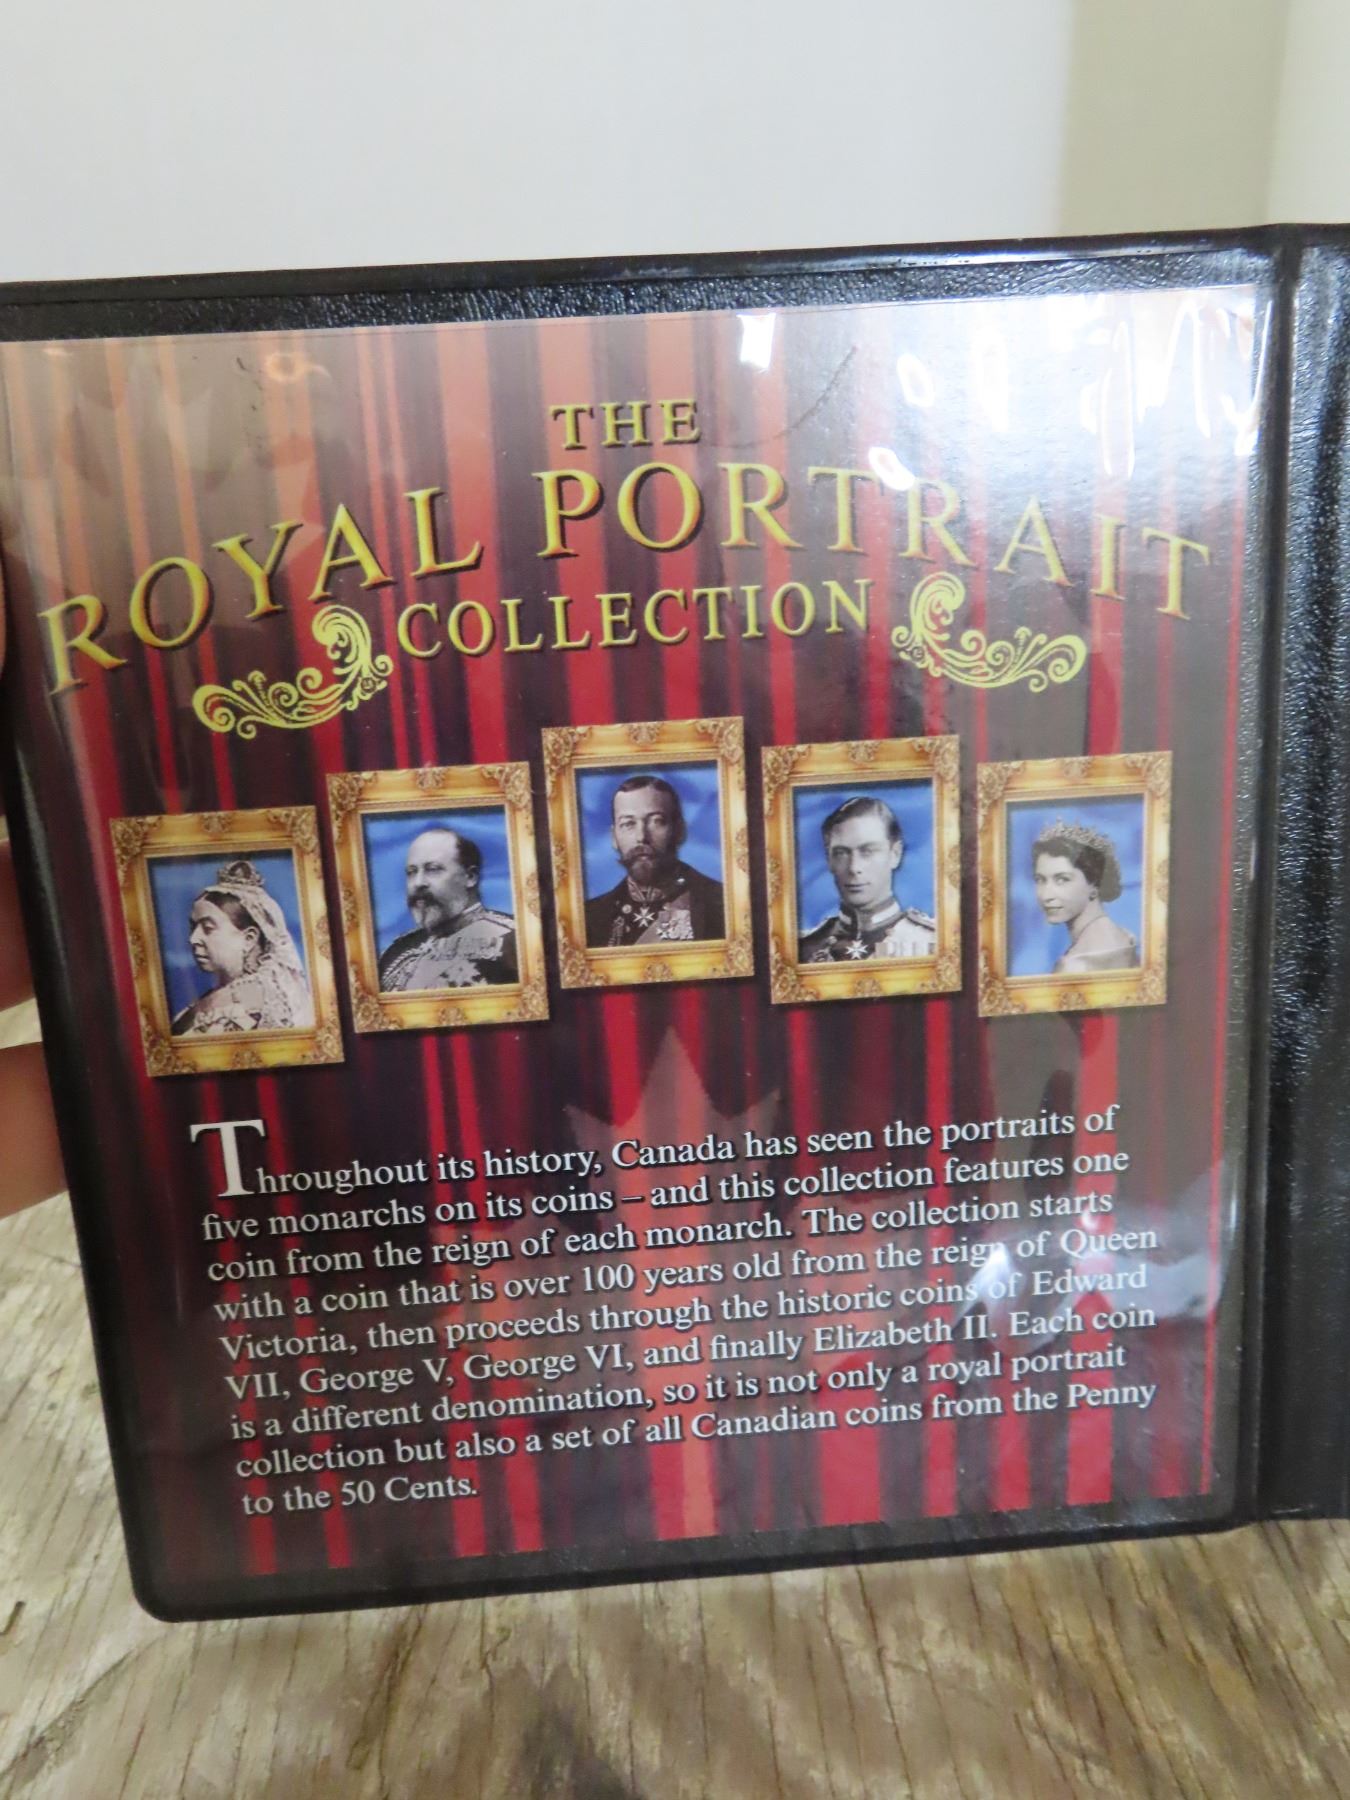 THE
ROYAL PORTRAIT
COLLECTION
Throughout its history, Canada has seen the portraits of
five monarchs on its coins – and this collection features one
coin from the reign of each monarch. The collection starts
with a coin that is over 100 years old from the reign of Queen
Victoria, then proceeds through the historic coins of Edward
VII, George V, George VI, and finally Elizabeth II. Each coin
is a different denomination, so it is not only a royal portrait
collection but also a set of all Canadian coins from the Penny
to the 50 Cents.